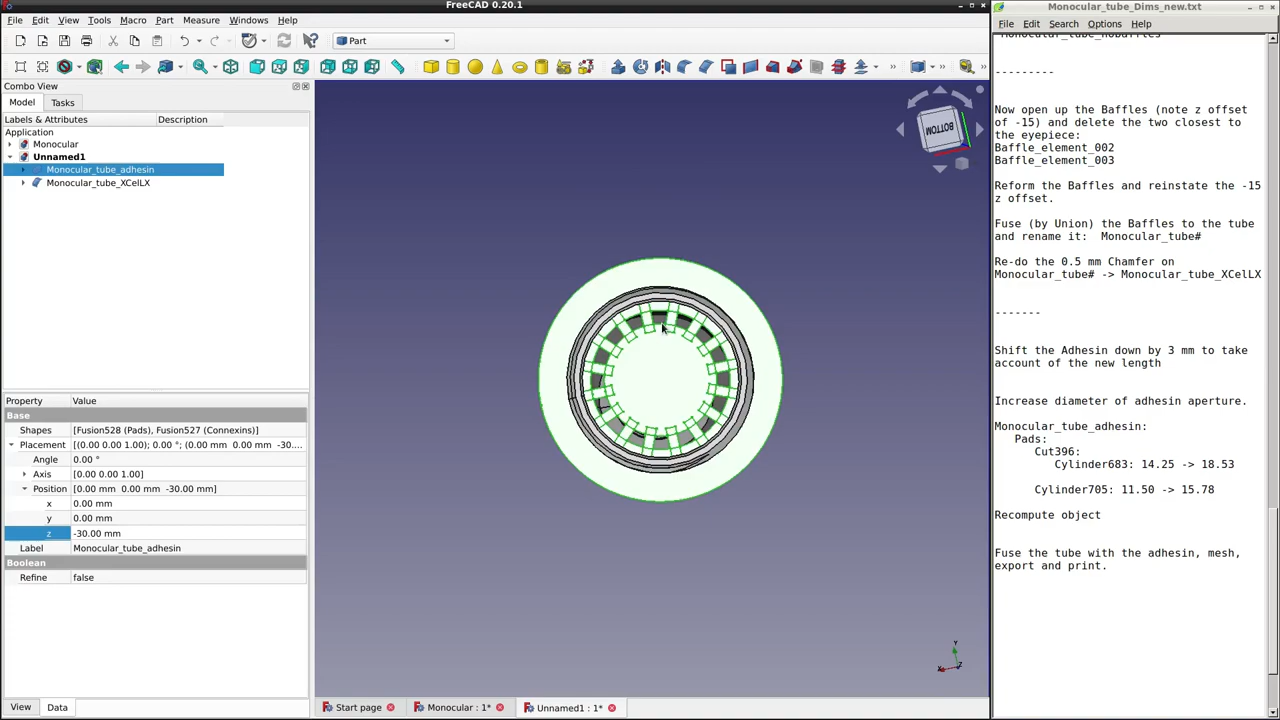 FreeCAD 0.20.1
File Edit View Tools Macro Part Measure Windows Help
Part
Combo View
Model Tasks
Labels & Attributes Description
Application
Monocular
Unnamed1
Monocular_tube_adhesin
Monocular_tube_XCelLX
Property Value
Base
Shapes [Fusion528 (Pads), Fusion527 (Connexins)]
Placement [(0.00 0.00 1.00); 0.00 °; (0.00 mm 0.00 mm -30....
Angle 0.00 °
Axis [0.00 0.00 1.00]
Position [0.00 mm 0.00 mm -30.00 mm]
x 0.00 mm
y 0.00 mm
z -30.00 mm
Label Monocular_tube_adhesin
Boolean
Refine false
View Data
BOTTOM
Y
X
Z
Start page Monocular : 1* Unnamed1 : 1*
Monocular_tube_Dims_new.txt
File Edit Search Options Help
Monocular_tube_nobaffles
---------
Now open up the Baffles (note z offset
of -15) and delete the two closest to
the eyepiece:
Baffle_element_002
Baffle_element_003
Reform the Baffles and reinstate the -15
z offset.
Fuse (by Union) the Baffles to the tube
and rename it: Monocular_tube#
Re-do the 0.5 mm Chamfer on
Monocular_tube# -> Monocular_tube_XCelLX
-------
Shift the Adhesin down by 3 mm to take
account of the new length
Increase diameter of adhesin aperture.
Monocular_tube_adhesin:
Pads:
Cut396:
Cylinder683: 14.25 -> 18.53
Cylinder705: 11.50 -> 15.78
Recompute object
Fuse the tube with the adhesin, mesh,
export and print.